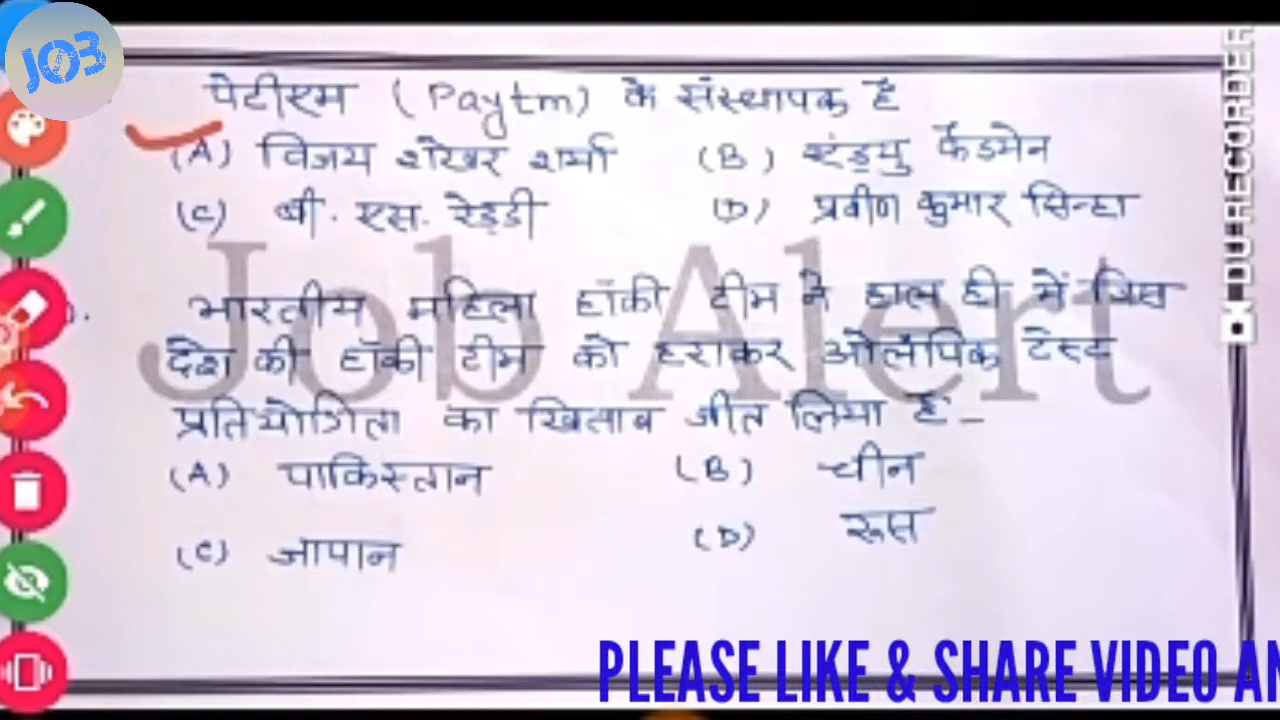 JOB
पेटीएम (Paytm) के संस्थापक है
(A) विजय शेखर शर्मा (B) फ्रैडमेन
(C) बी. एस. रेड्डी (D) प्रवीण कुमार सिन्हा
Job Alert
भारतीय महिला हॉकी टीम ने हाल ही में किस
देश की हॉकी टीम को हराकर ओलंपिक टेस्ट
प्रतियोगिता का खिताब जीत लिया है -
(A) पाकिस्तान (B) चीन
(C) जापान (D) रूस
DU RECORDER
PLEASE LIKE & SHARE VIDEO AN